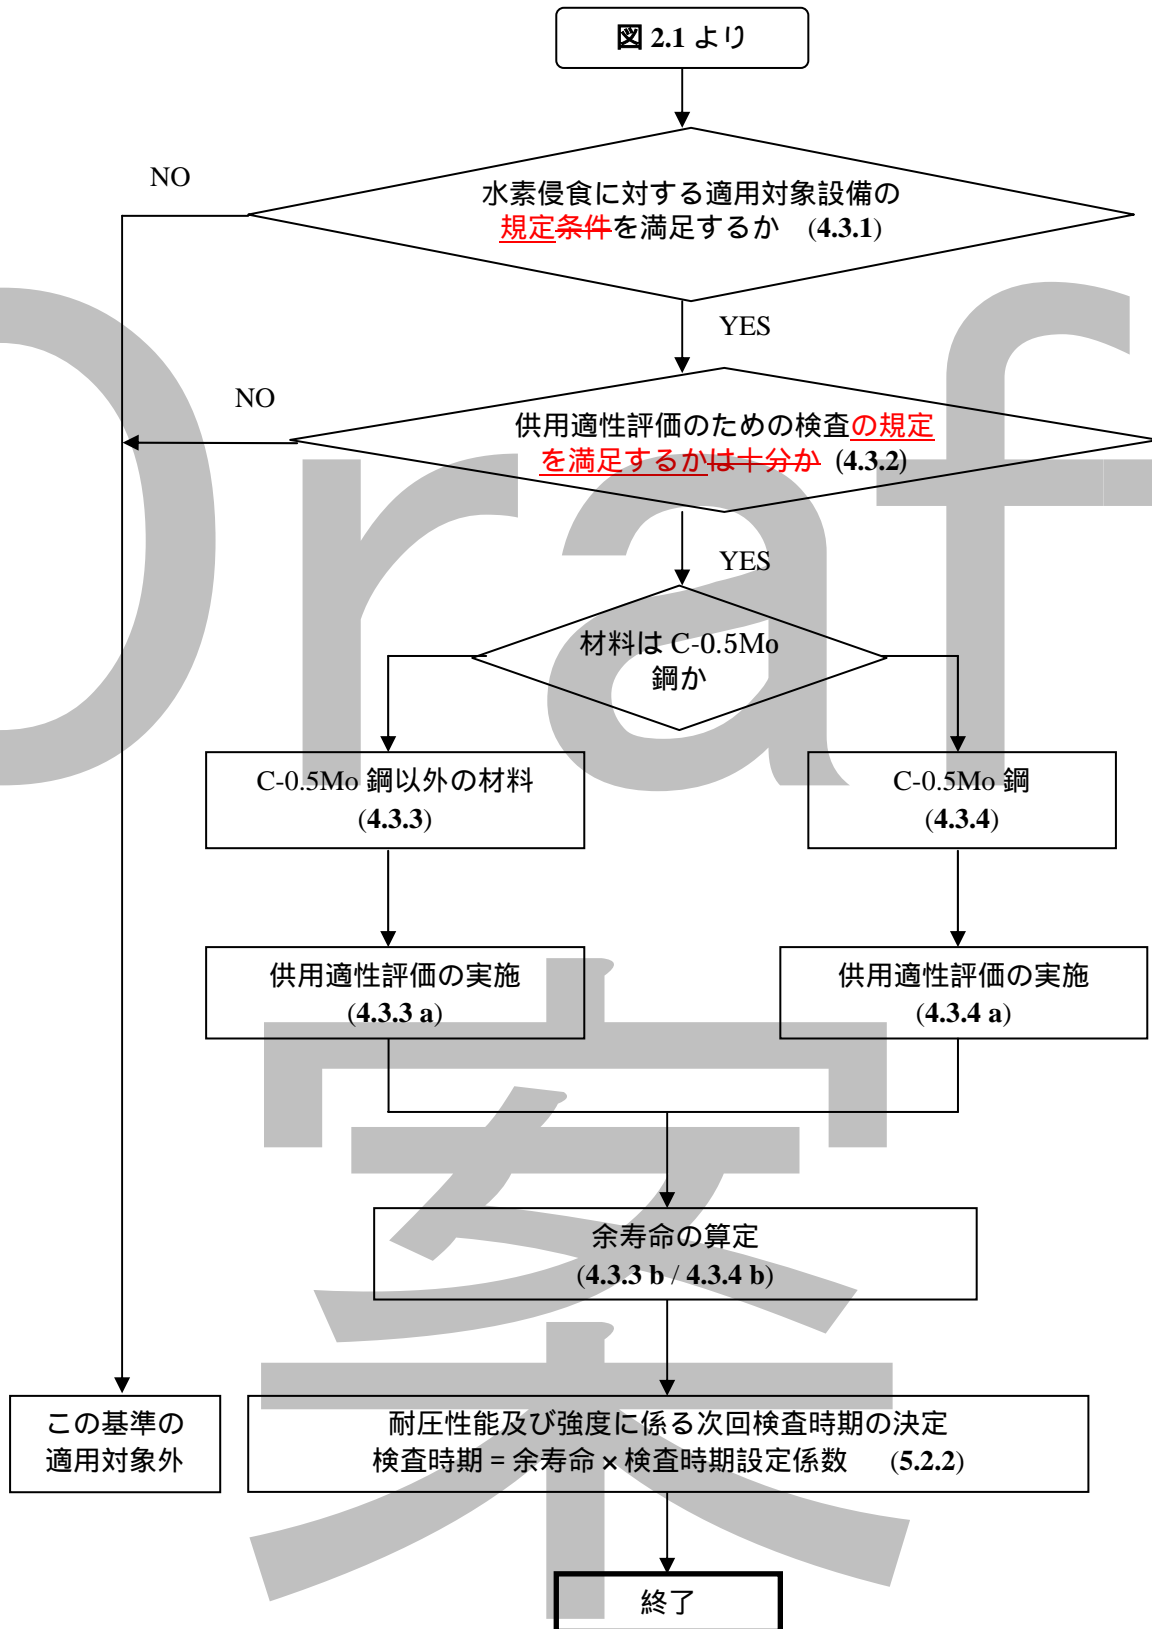 図 2.1 より
NO
水素侵食に対する適用対象設備の
規定条件を満足するか (4.3.1)
YES
NO
供用適性評価のための検査の規定
を満足するかは十分か (4.3.2)
YES
材料は C-0.5Mo
鋼か
C-0.5Mo 鋼以外の材料
(4.3.3)
C-0.5Mo 鋼
(4.3.4)
供用適性評価の実施
(4.3.3 a)
供用適性評価の実施
(4.3.4 a)
余寿命の算定
(4.3.3 b / 4.3.4 b)
この基準の
適用対象外
耐圧性能及び強度に係る次回検査時期の決定
検査時期 = 余寿命 × 検査時期設定係数 (5.2.2)
終了
Draf
案